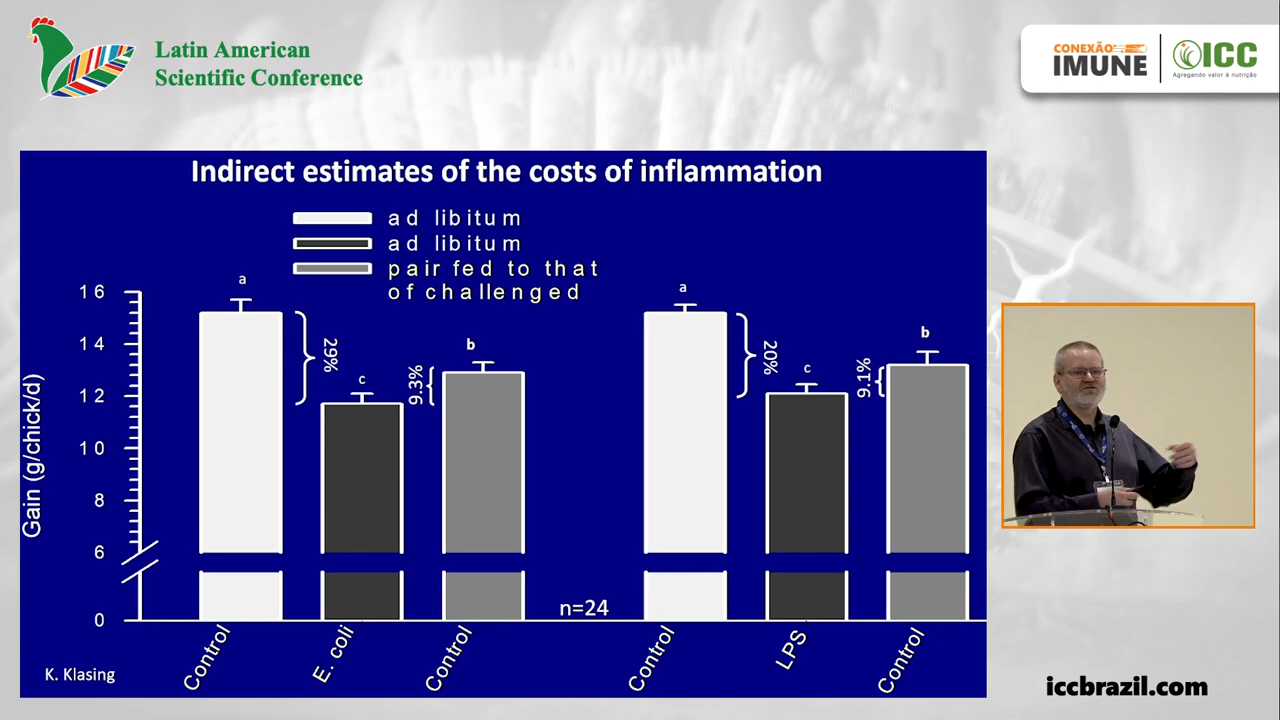 Latin American
Scientific Conference
CONEXÃO
IMUNE
ICC
Agregando valor à nutrição
Indirect estimates of the costs of inflammation
ad libitum
ad libitum
pair fed to that
of challenged
Gain (g/chick/d)
16
14
12
10
8
6
0
a
29%
c
9.3%
b
a
20%
c
9.1%
b
n=24
Control
E. coli
Control
Control
LPS
Control
K. Klasing
iccbrazil.com